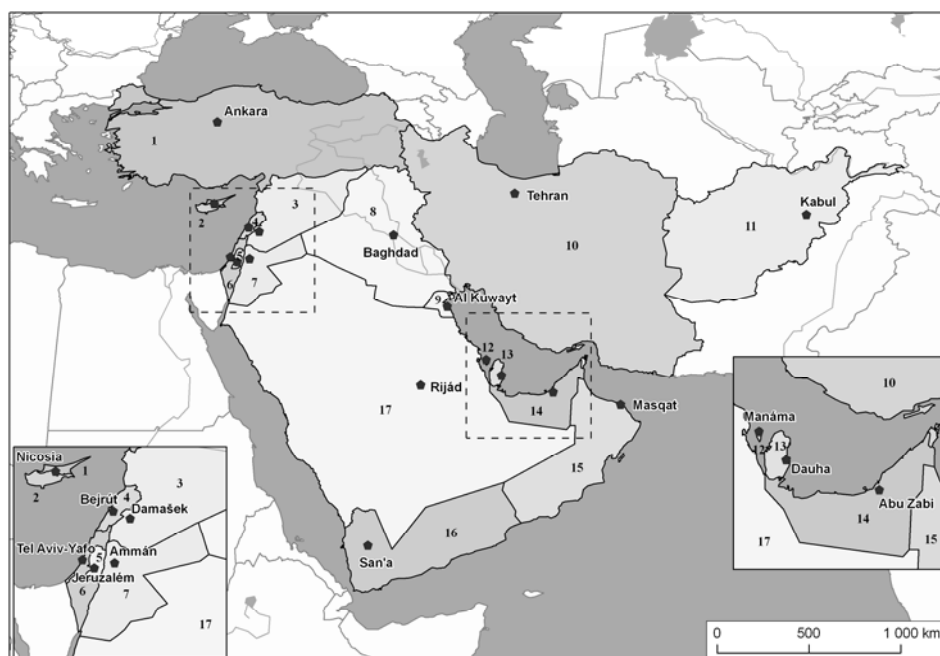 Ankara
1
2
3
4
5
6
7
8
Baghdad
9
Al Kuwayt
Tehran
10
11
Kabul
12
13
14
Rijád
17
Masqat
15
16
San'a
Nicosia
1
2
3
Bejrút
4
Damašek
Tel Aviv-Yafo
5
Ammán
Jeruzalém
6
7
17
10
Manáma
12
13
Dauha
Abu Zabi
14
15
17
0 500 1 000 km